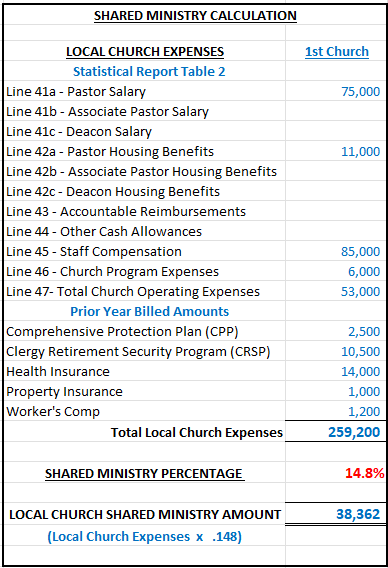 SHARED MINISTRY CALCULATION
LOCAL CHURCH EXPENSES 1st Church
Statistical Report Table 2
Line 41a - Pastor Salary 75,000
Line 41b - Associate Pastor Salary
Line 41c - Deacon Salary
Line 42a - Pastor Housing Benefits 11,000
Line 42b - Associate Pastor Housing Benefits
Line 42c - Deacon Housing Benefits
Line 43 - Accountable Reimbursements
Line 44 - Other Cash Allowances
Line 45 - Staff Compensation 85,000
Line 46 - Church Program Expenses 6,000
Line 47- Total Church Operating Expenses 53,000
Prior Year Billed Amounts
Comprehensive Protection Plan (CPP) 2,500
Clergy Retirement Security Program (CRSP) 10,500
Health Insurance 14,000
Property Insurance 1,000
Worker's Comp 1,200
Total Local Church Expenses 259,200
SHARED MINISTRY PERCENTAGE 14.8%
LOCAL CHURCH SHARED MINISTRY AMOUNT 38,362
(Local Church Expenses x .148)